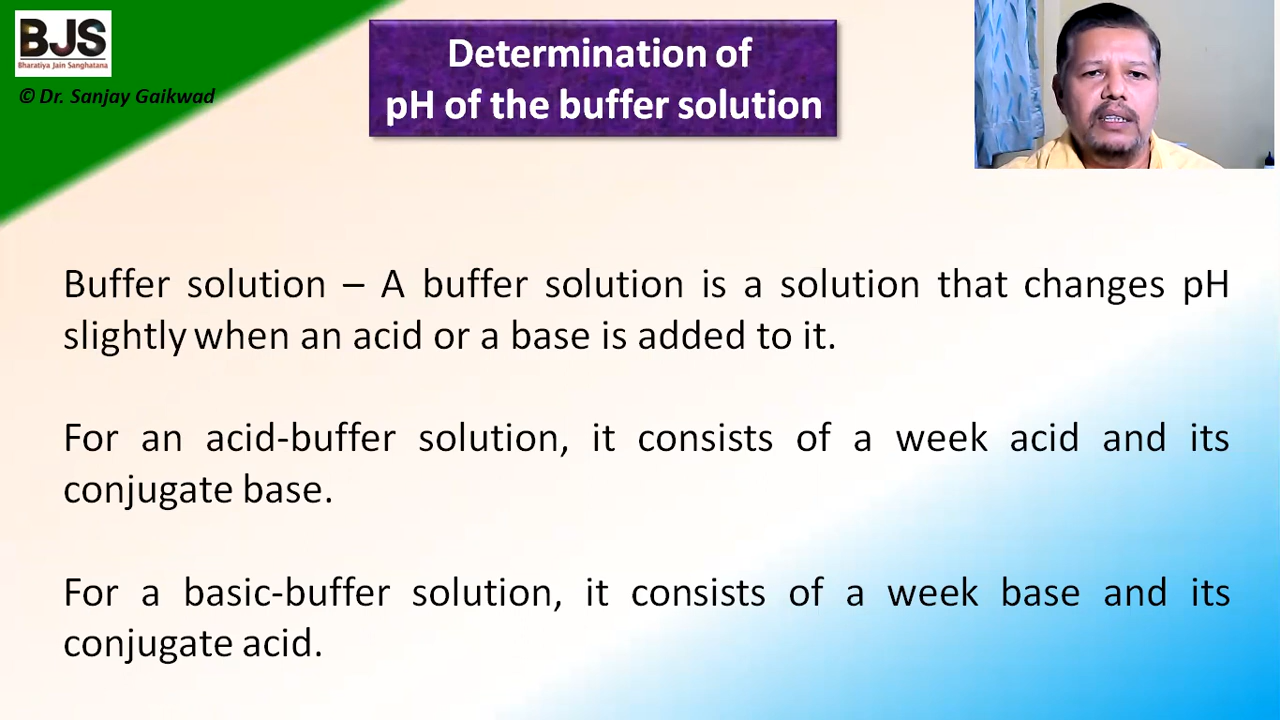 BJS
Bharatiya Jain Sanghatana
© Dr. Sanjay Gaikwad
Determination of
pH of the buffer solution
Buffer solution – A buffer solution is a solution that changes pH
slightly when an acid or a base is added to it.
For an acid-buffer solution, it consists of a week acid and its
conjugate base.
For a basic-buffer solution, it consists of a week base and its
conjugate acid.